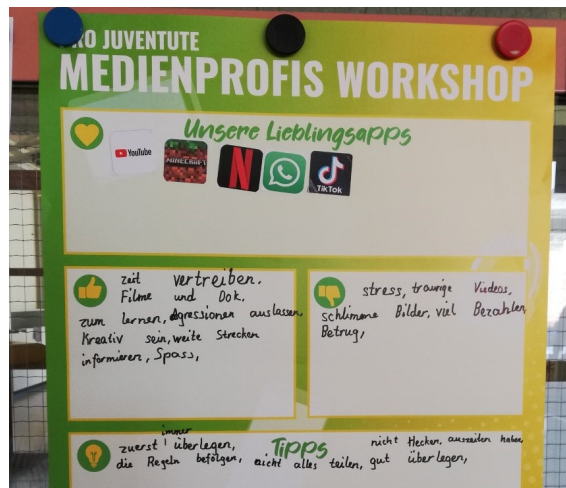 PRO JUVENTUTE
MEDIENPROFIS WORKSHOP
Unsere Lieblingsapps
YouTube
MINECRAFT
N
TikTok
zeit vertreiben.
Filme und Dok.
zum lernen, Agressionen auslassen,
Kreativ sein, weite Strecken
informieren, Spass,
stress, traurige Viedeos,
schlimme Bilder, viel Bezahlen,
Betrug,
Tipps
immer
zuerst überlegen,
die Regeln befolgen, nicht alles teilen, gut überlegen,
nicht Hecken, auszeiten haben,